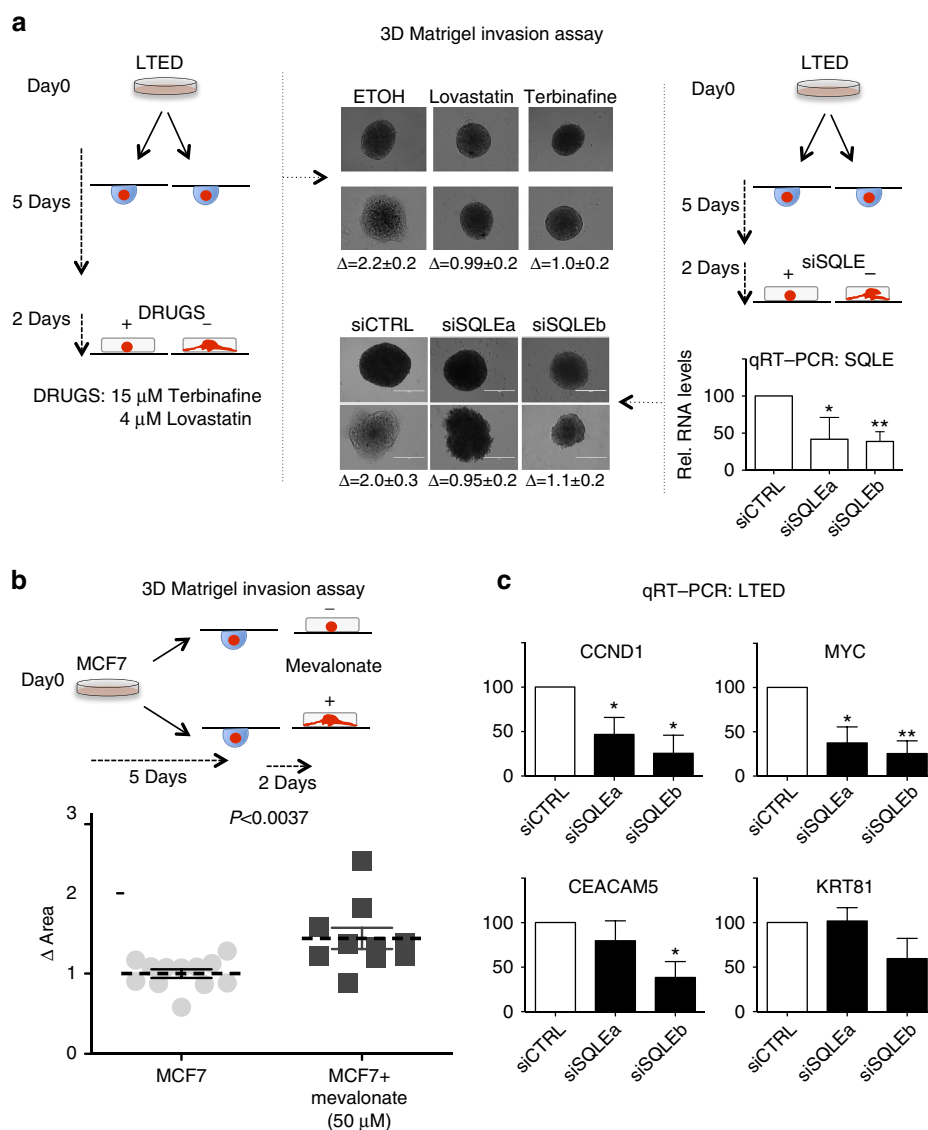 a
3D Matrigel invasion assay
LTED
Day0
5 Days
2 Days
+ DRUGS –
DRUGS: 15 μM Terbinafine
4 μM Lovastatin
ETOH Lovastatin Terbinafine
Δ=2.2±0.2 Δ=0.99±0.2 Δ=1.0±0.2
siCTRL siSQLEa siSQLEb
Δ=2.0±0.3 Δ=0.95±0.2 Δ=1.1±0.2
LTED
Day0
5 Days
2 Days
siSQLE
+ –
qRT–PCR: SQLE
Rel. RNA levels
100
50
0
* **
siCTRL siSQLEa siSQLEb
b
3D Matrigel invasion assay
–
MCF7
Day0
Mevalonate
+
5 Days
2 Days
P<0.0037
Δ Area
3
2
1
0
MCF7
MCF7+
mevalonate
(50 μM)
c
qRT–PCR: LTED
CCND1
100
50
0
* *
siCTRL siSQLEa siSQLEb
MYC
100
50
0
* **
siCTRL siSQLEa siSQLEb
CEACAM5
100
50
0
*
siCTRL siSQLEa siSQLEb
KRT81
100
50
0
siCTRL siSQLEa siSQLEb